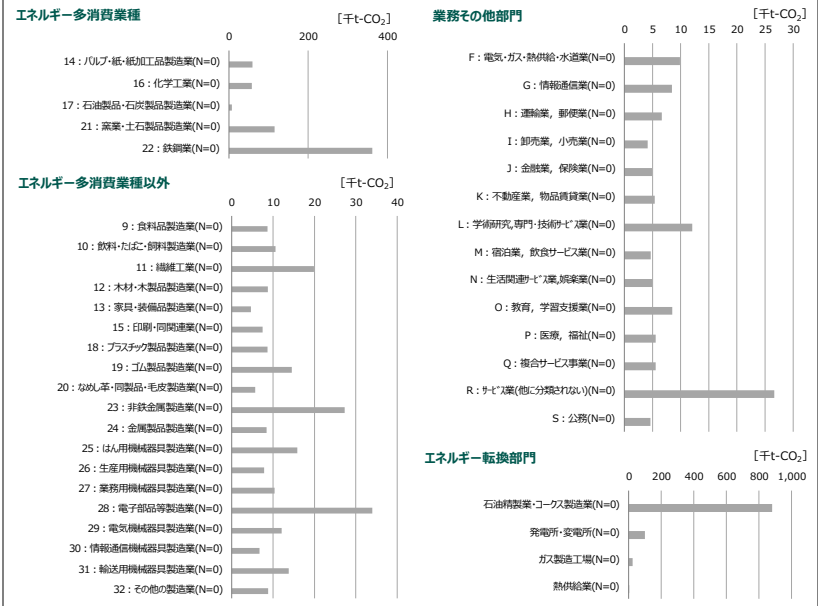 エネルギー多消費業種
[千t-CO₂]
0 200 400
14：パルプ・紙・紙加工品製造業(N=0)
16：化学工業(N=0)
17：石油製品・石炭製品製造業(N=0)
21：窯業・土石製品製造業(N=0)
22：鉄鋼業(N=0)
エネルギー多消費業種以外
[千t-CO₂]
0 10 20 30 40
9：食料品製造業(N=0)
10：飲料・たばこ・飼料製造業(N=0)
11：繊維工業(N=0)
12：木材・木製品製造業(N=0)
13：家具・装備品製造業(N=0)
15：印刷・同関連業(N=0)
18：プラスチック製品製造業(N=0)
19：ゴム製品製造業(N=0)
20：なめし革・同製品・毛皮製造業(N=0)
23：非鉄金属製造業(N=0)
24：金属製品製造業(N=0)
25：はん用機械器具製造業(N=0)
26：生産用機械器具製造業(N=0)
27：業務用機械器具製造業(N=0)
28：電子部品等製造業(N=0)
29：電気機械器具製造業(N=0)
30：情報通信機械器具製造業(N=0)
31：輸送用機械器具製造業(N=0)
32：その他の製造業(N=0)
業務その他部門
[千t-CO₂]
0 5 10 15 20 25 30
F：電気・ガス・熱供給・水道業(N=0)
G：情報通信業(N=0)
H：運輸業，郵便業(N=0)
I：卸売業，小売業(N=0)
J：金融業，保険業(N=0)
K：不動産業，物品賃貸業(N=0)
L：学術研究,専門・技術サービス業(N=0)
M：宿泊業，飲食サービス業(N=0)
N：生活関連サービス業,娯楽業(N=0)
O：教育，学習支援業(N=0)
P：医療，福祉(N=0)
Q：複合サービス事業(N=0)
R：サービス業(他に分類されない)(N=0)
S：公務(N=0)
エネルギー転換部門
[千t-CO₂]
0 200 400 600 800 1,000
石油精製業・コークス製造業(N=0)
発電所・変電所(N=0)
ガス製造工場(N=0)
熱供給業(N=0)